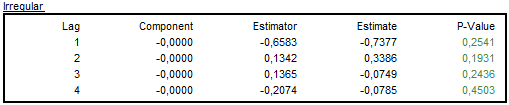 Irregular
Lag Component Estimator Estimate P-Value
1 -0,0000 -0,6583 -0,7377 0,2541
2 -0,0000 0,1342 0,3386 0,1931
3 -0,0000 0,1365 -0,0749 0,2436
4 -0,0000 -0,2074 -0,0785 0,4503